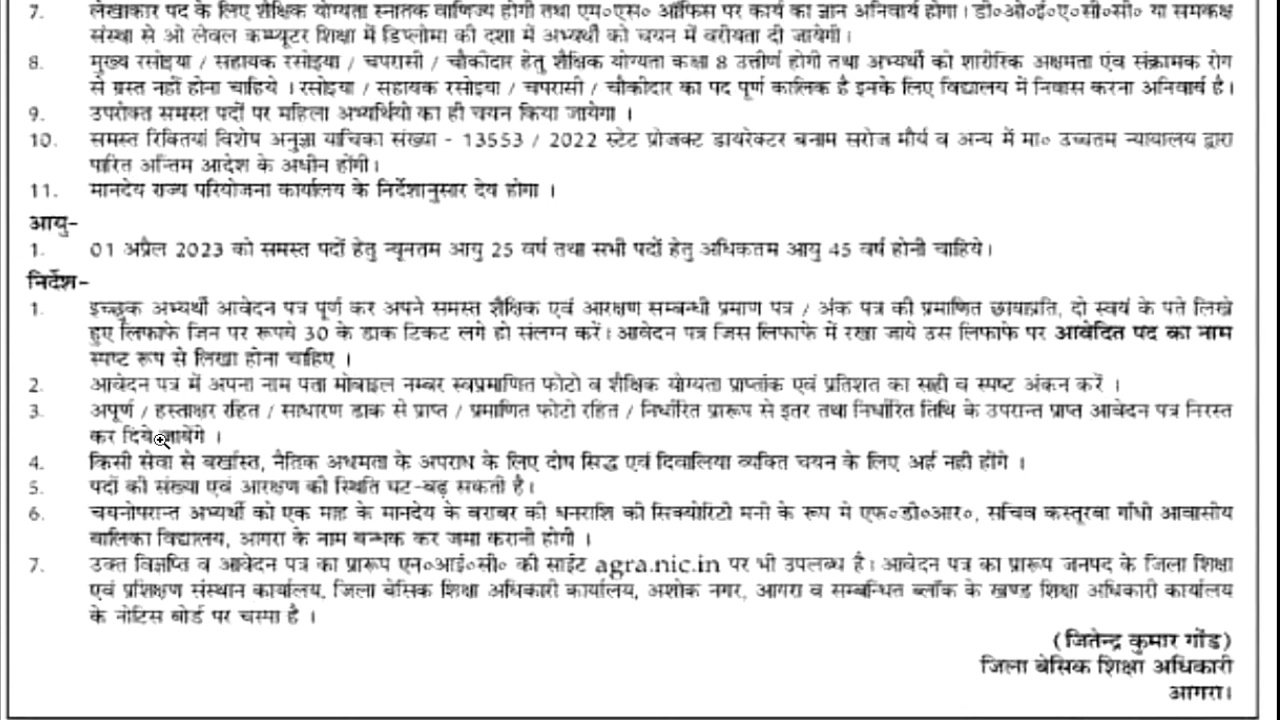 7. लेखाकार पद के लिए शैक्षिक योग्यता स्नातक वाणिज्य होगी तथा एम०एस० ऑफिस पर कार्य का ज्ञान अनिवार्य होगा। डी०ओ०ई०ए०सी०सी० या समकक्ष
संस्था से ओ लेवल कम्प्यूटर शिक्षा में डिप्लोमा की दशा में अभ्यर्थी को चयन में वरीयता दी जायेगी।
8. मुख्य रसोइया / सहायक रसोइया / चपरासी / चौकीदार हेतु शैक्षिक योग्यता कक्षा 8 उत्तीर्ण होगी तथा अभ्यर्थी को शारीरिक अक्षमता एंव संक्रामक रोग
से ग्रस्त नहीं होना चाहिये । रसोइया / सहायक रसोइया / चपरासी / चौकीदार का पद पूर्ण कालिक है इनके लिए विद्यालय में निवास करना अनिवार्य है।
9. उपरोक्त समस्त पदों पर महिला अभ्यर्थियो का ही चयन किया जायेगा ।
10. समस्त रिक्तियां विशेष अनुज्ञा याचिका संख्या - 13553 / 2022 स्टेट प्रोजक्ट डायरेक्टर बनाम सरोज मौर्य व अन्य में मा० उच्चतम न्यायालय द्वारा
पारित अन्तिम आदेश के अधीन होंगी।
11. मानदेय राज्य परियोजना कार्यालय के निर्देशानुसार देय होगा ।
आयु-
1. 01 अप्रैल 2023 को समस्त पदों हेतु न्यूनतम आयु 25 वर्ष तथा सभी पदों हेतु अधिकतम आयु 45 वर्ष होनी चाहिये।
निर्देश-
1. इच्छुक अभ्यर्थी आवेदन पत्र पूर्ण कर अपने समस्त शैक्षिक एवं आरक्षण सम्बन्धी प्रमाण पत्र / अंक पत्र की प्रमाणित छायाप्रति, दो स्वयं के पते लिखे
हुए लिफाफे जिन पर रूपये 30 के डाक टिकट लगे हो संलग्न करें। आवेदन पत्र जिस लिफाफे में रखा जाये उस लिफाफे पर आवेदित पद का नाम
स्पष्ट रूप से लिखा होना चाहिए ।
2. आवेदन पत्र में अपना नाम पता मोबाइल नम्बर स्वप्रमाणित फोटो व शैक्षिक योग्यता प्राप्तांक एवं प्रतिशत का सही व स्पष्ट अंकन करें ।
3. अपूर्ण / हस्ताक्षर रहित / साधारण डाक से प्राप्त / प्रमाणित फोटो रहित / निर्धारित प्रारूप से इतर तथा निर्धारित तिथि के उपरान्त प्राप्त आवेदन पत्र निरस्त
कर दिये जायेंगे ।
4. किसी सेवा से बर्खास्त, नैतिक अधमता के अपराध के लिए दोष सिद्ध एवं दिवालिया व्यक्ति चयन के लिए अर्ह नही होंगे ।
5. पदों की संख्या एवं आरक्षण की स्थिति घट-बढ़ सकती है।
6. चयनोपरान्त अभ्यर्थी को एक माह के मानदेय के बराबर की धनराशि की सिक्योरिटी मनी के रूप मे एफ०डी०आर०, सचिव कस्तूरबा गाँधी आवासीय
बालिका विद्यालय, आगरा के नाम बन्धक कर जमा करानी होगी ।
7. उक्त विज्ञप्ति व आवेदन पत्र का प्रारूप एन०आई०सी० की साईट agra.nic.in पर भी उपलब्ध है। आवेदन पत्र का प्रारूप जनपद के जिला शिक्षा
एवं प्रशिक्षण संस्थान कार्यालय, जिला बेसिक शिक्षा अधिकारी कार्यालय, अशोक नगर, आगरा व सम्बन्धित ब्लॉक के खण्ड शिक्षा अधिकारी कार्यालय
के नोटिस बोर्ड पर चस्पा है ।
(जितेन्द्र कुमार गोंड)
जिला बेसिक शिक्षा अधिकारी
आगरा।